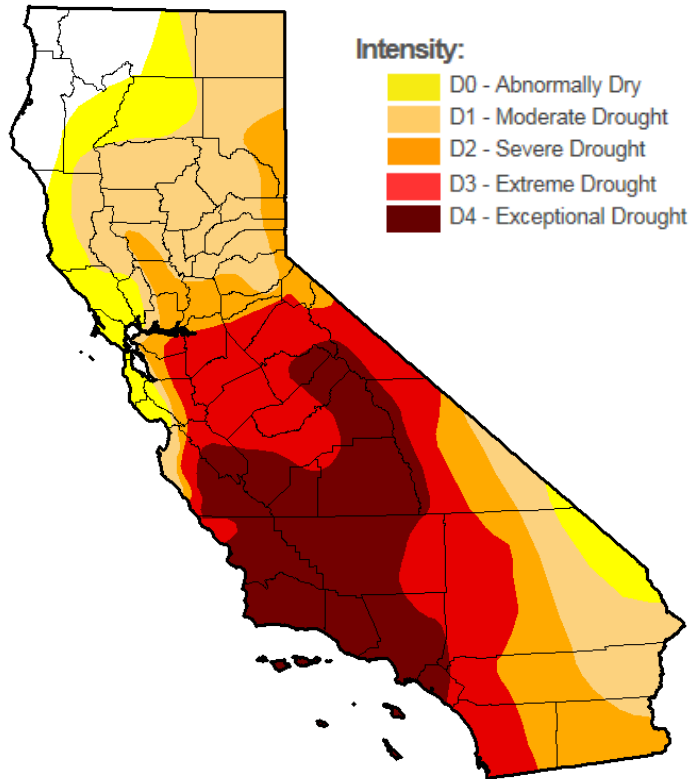 Intensity:
D0 - Abnormally Dry
D1 - Moderate Drought
D2 - Severe Drought
D3 - Extreme Drought
D4 - Exceptional Drought